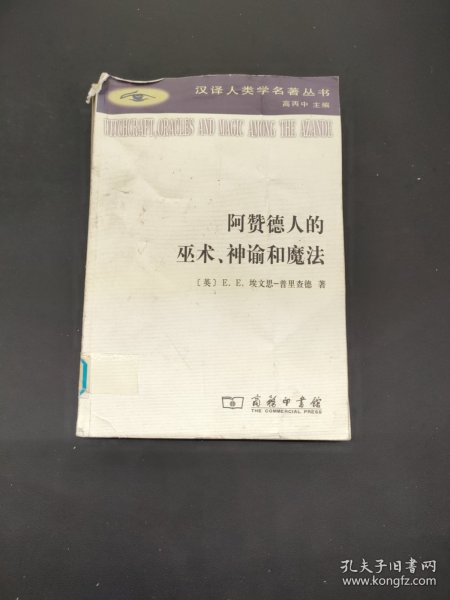 汉译人类学名著丛书
高丙中 主编
WITCHCRAFT, ORACLES AND MAGIC AMONG THE AZANDE
阿赞德人的
巫术、神谕和魔法
〔英〕E. E. 埃文思-普里查德 著
商务印书馆
THE COMMERCIAL PRESS
孔夫子旧书网
www.kongfz.com